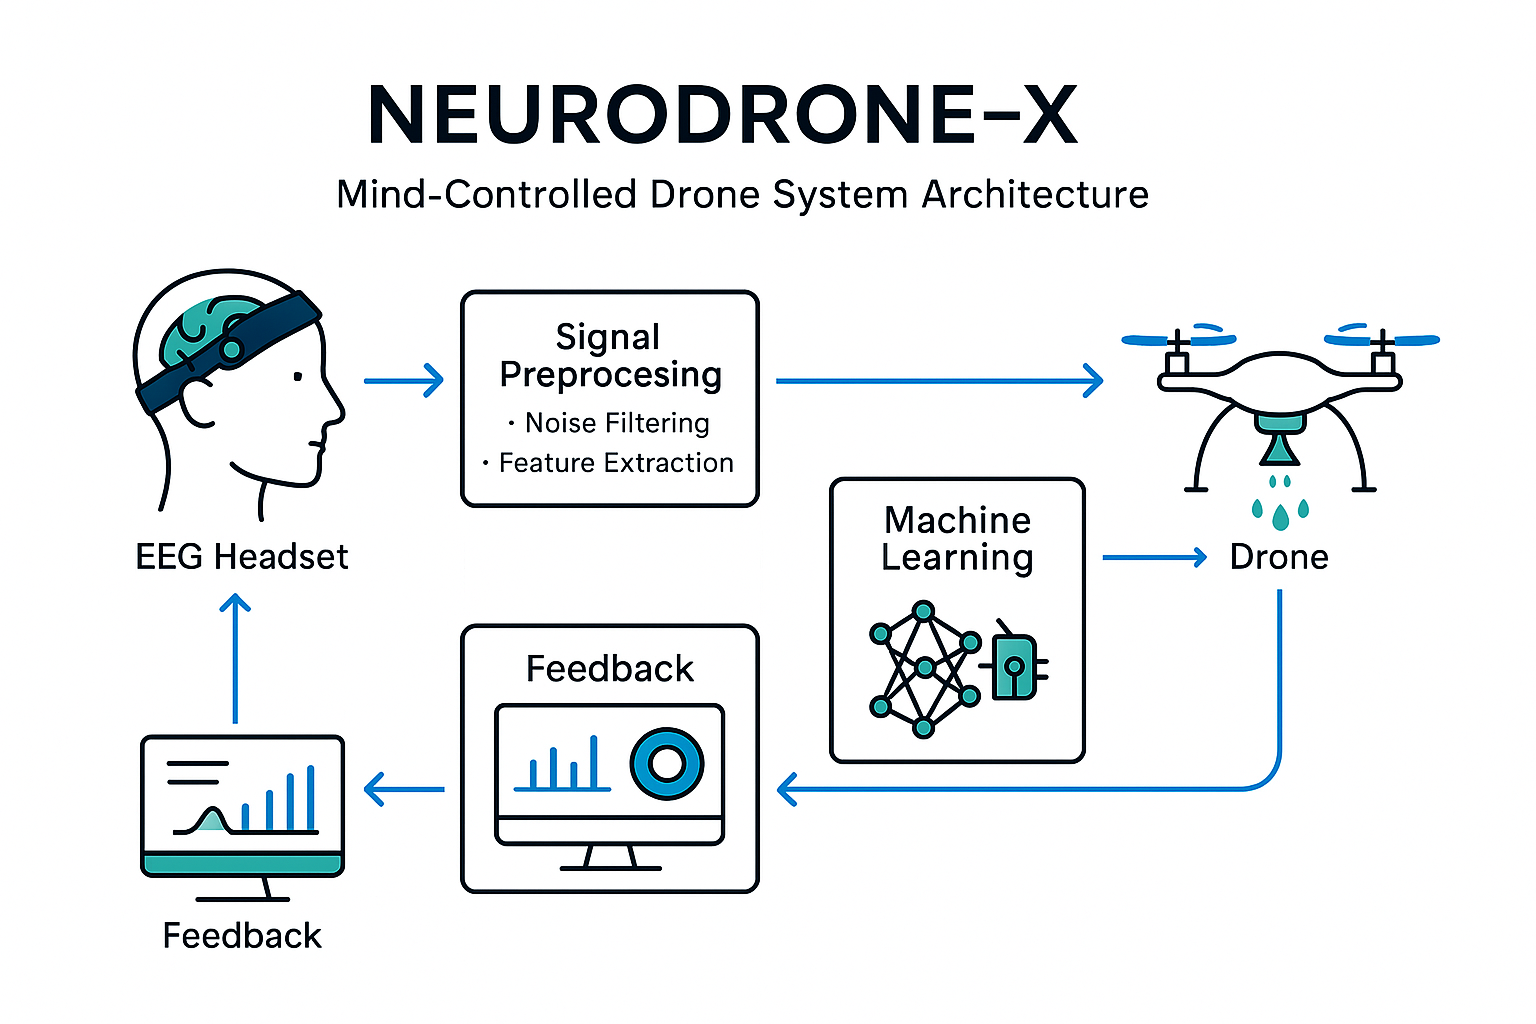 NEURODRONE–X
Mind-Controlled Drone System Architecture
Signal
Preprocesing
· Noise Filtering
· Feature Extraction
EEG Headset
Machine
Learning
Drone
Feedback
Feedback